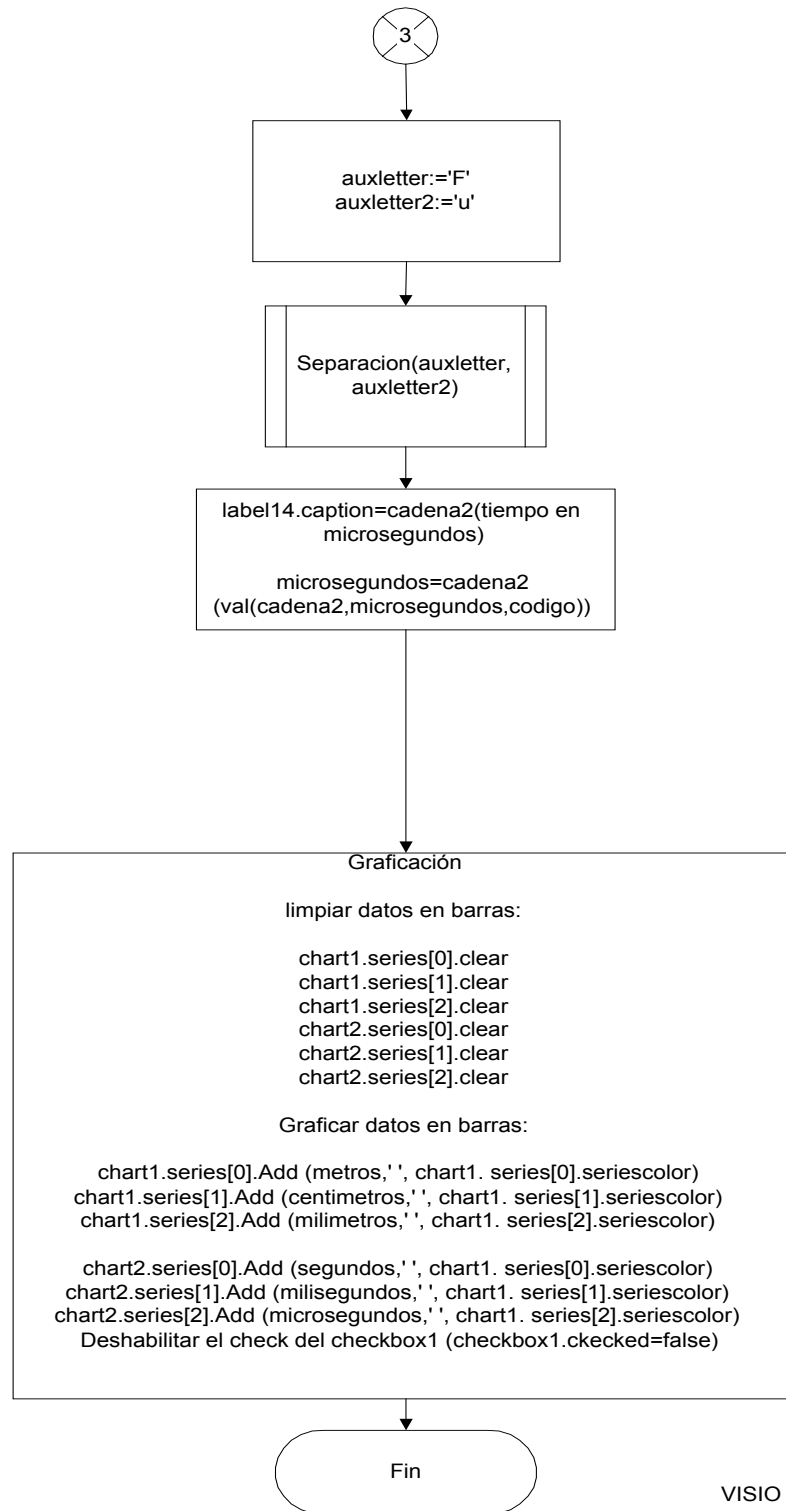 3
auxletter:='F'
auxletter2:='u'
Separacion(auxletter,
auxletter2)
label14.caption=cadena2(tiempo en
microsegundos)
microsegundos=cadena2
(val(cadena2,microsegundos,codigo))
Graficación
limpiar datos en barras:
chart1.series[0].clear
chart1.series[1].clear
chart1.series[2].clear
chart2.series[0].clear
chart2.series[1].clear
chart2.series[2].clear
Graficar datos en barras:
chart1.series[0].Add (metros,' ', chart1. series[0].seriescolor)
chart1.series[1].Add (centimetros,' ', chart1. series[1].seriescolor)
chart1.series[2].Add (milimetros,' ', chart1. series[2].seriescolor)
chart2.series[0].Add (segundos,' ', chart1. series[0].seriescolor)
chart2.series[1].Add (milisegundos,' ', chart1. series[1].seriescolor)
chart2.series[2].Add (microsegundos,' ', chart1. series[2].seriescolor)
Deshabilitar el check del checkbox1 (checkbox1.ckecked=false)
Fin
VISIO